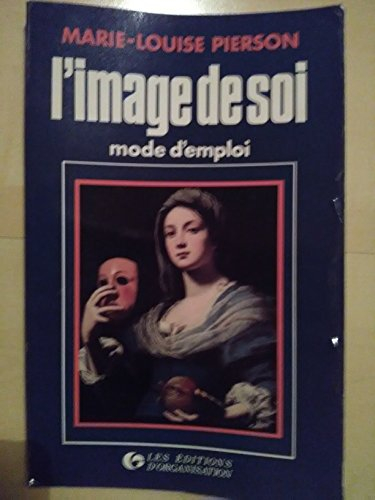 MARIE-LOUISE PIERSON
l'image de soi
mode d'emploi
LES ÉDITIONS
D'ORGANISATION